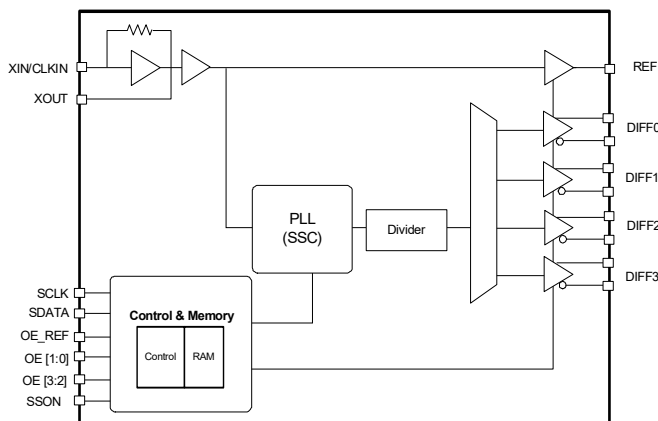 XIN/CLKIN
XOUT
REF
DIFF0
DIFF1
DIFF2
DIFF3
PLL
(SSC)
Divider
SCLK
SDATA
OE_REF
OE [1:0]
OE [3:2]
SSON
Control & Memory
Control
RAM